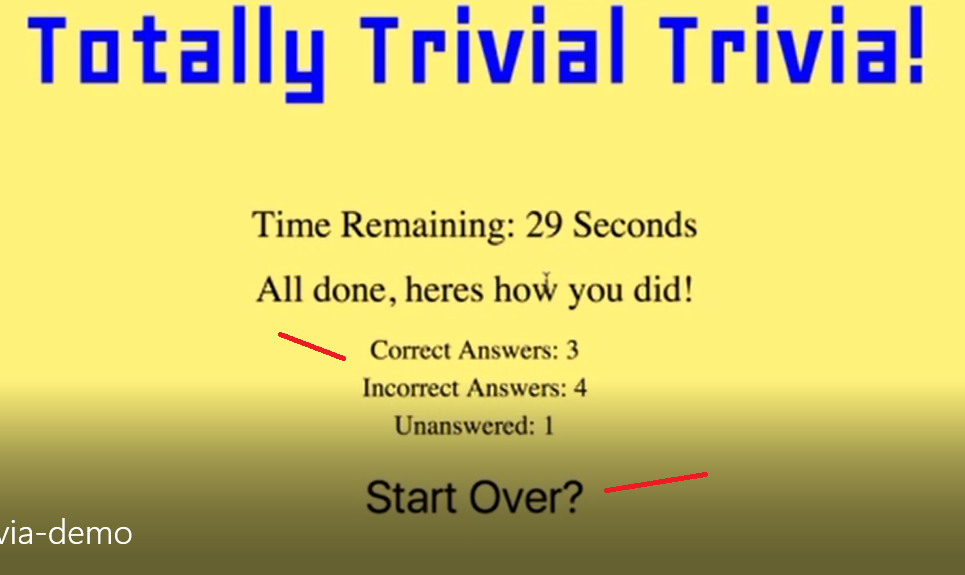 Totally Trivial Trivia!
Time Remaining: 29 Seconds
All done, heres how you did!
Correct Answers: 3
Incorrect Answers: 4
Unanswered: 1
Start Over?
via-demo